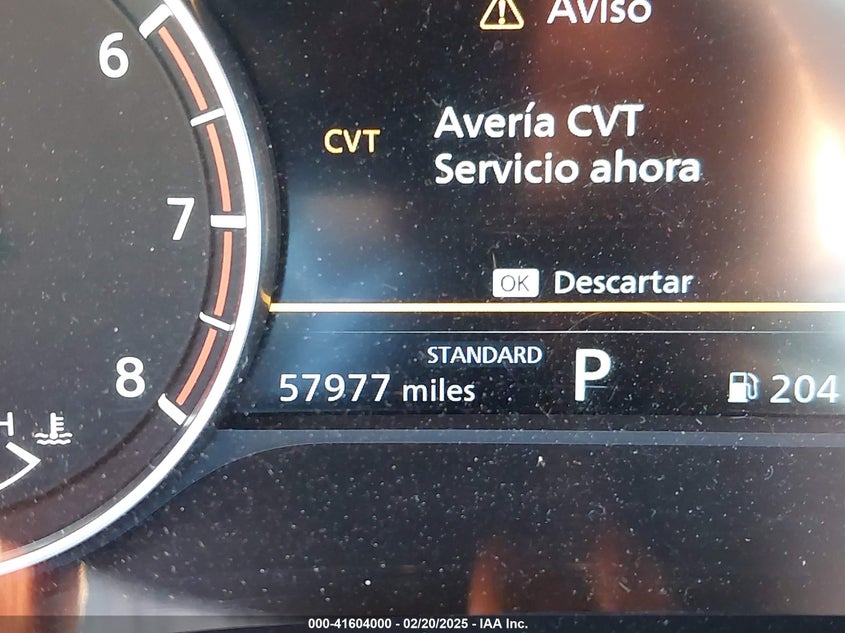 6
Aviso
CVT
Avería CVT
Servicio ahora
7
OK Descartar
STANDARD
8
57977 miles
P
204
H
000-41604000 - 02/20/2025 - IAA Inc.